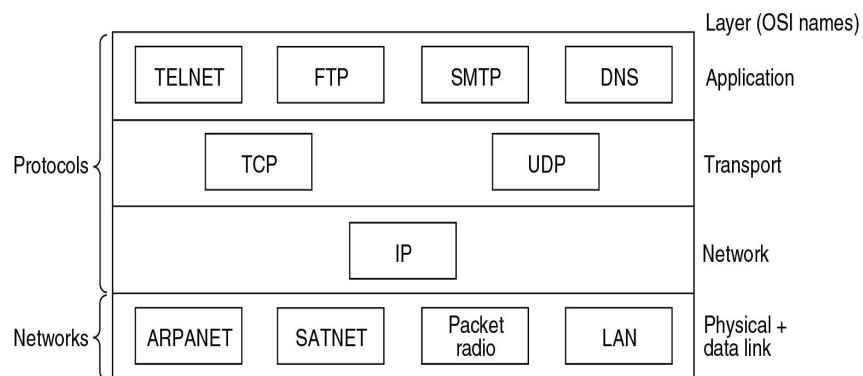 Layer (OSI names)
TELNET FTP SMTP DNS Application
Protocols TCP UDP Transport
IP Network
Networks ARPANET SATNET Packet radio LAN Physical + data link